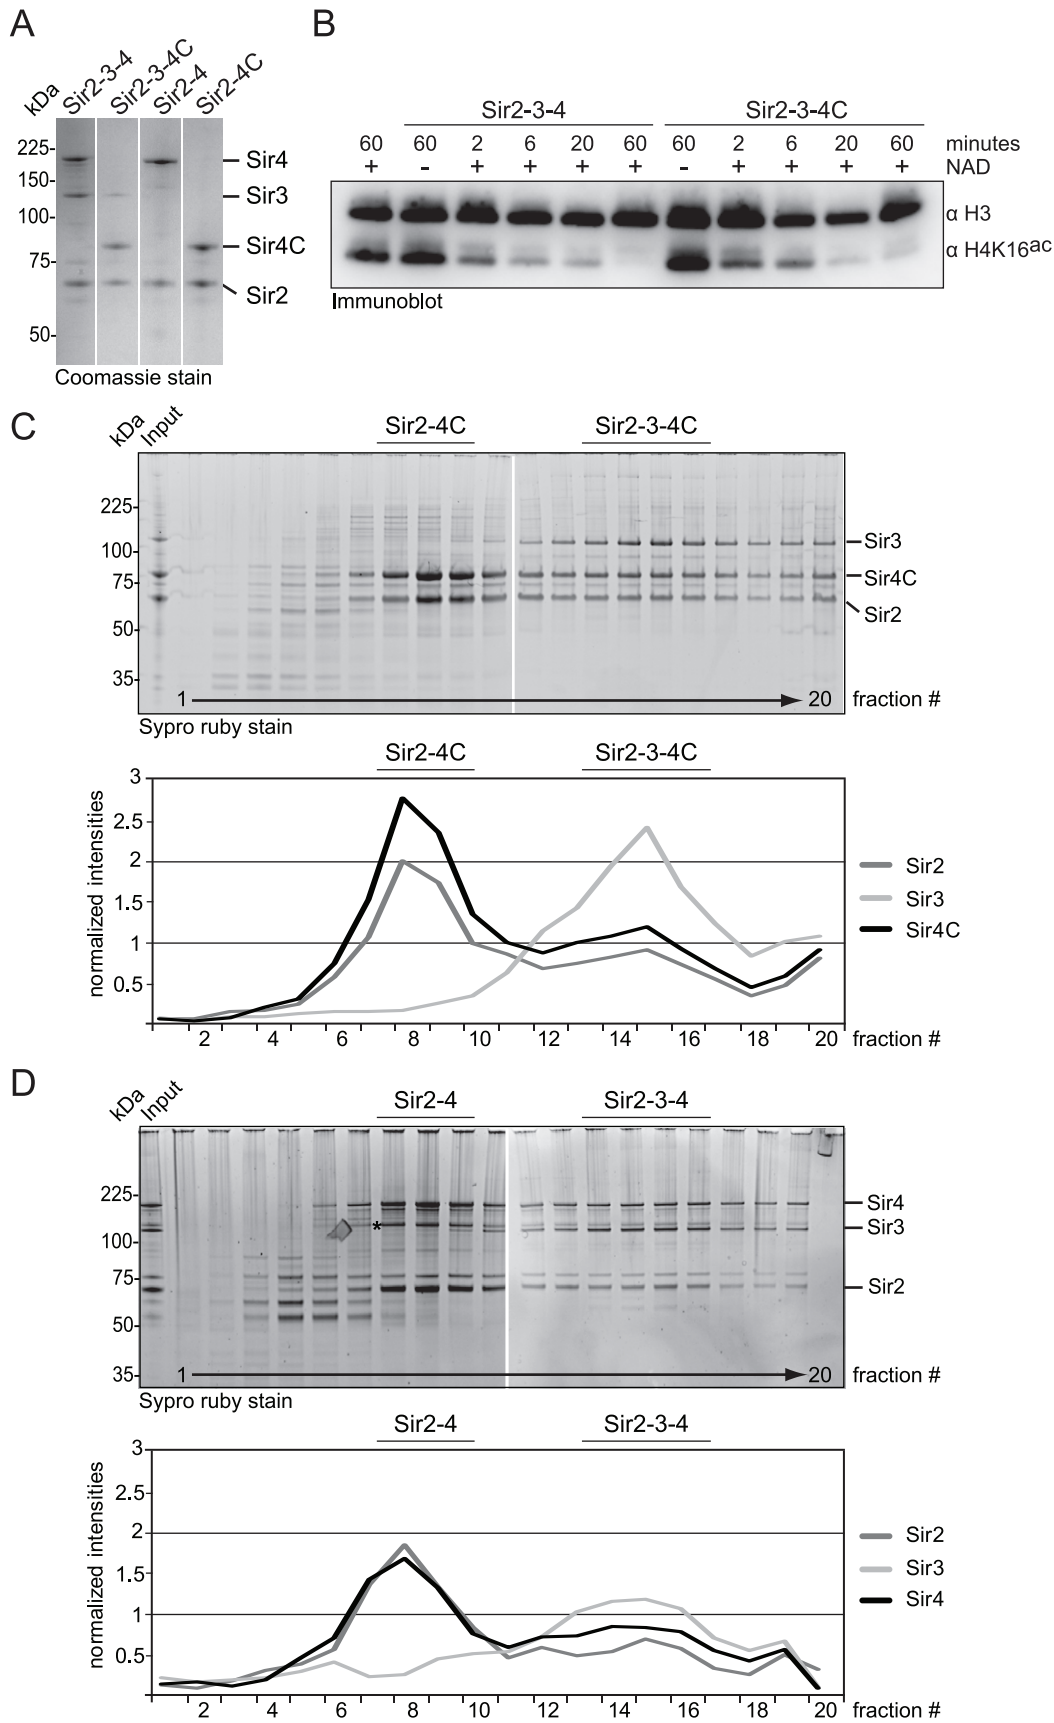 A
kDa
Sir2-3-4
Sir2-3-4C
Sir2-4
Sir2-4C
225-
150-
100-
75-
50-
Sir4
Sir3
Sir4C
Sir2
Coomassie stain
B
Sir2-3-4 Sir2-3-4C
60 60 2 6 20 60 60 2 6 20 60 minutes
+ - + + + + - + + + + NAD
α H3
α H4K16ac
Immunoblot
C
kDa
Input
Sir2-4C Sir2-3-4C
225-
100-
75-
50-
35-
Sir3
Sir4C
Sir2
1 20 fraction #
Sypro ruby stain
Sir2-4C Sir2-3-4C
normalized intensities
3
2.5
2
1.5
1
0.5
Sir2
Sir3
Sir4C
2 4 6 8 10 12 14 16 18 20 fraction #
D
kDa
Input
Sir2-4 Sir2-3-4
225-
100-
75-
50-
35-
*
Sir4
Sir3
Sir2
1 20 fraction #
Sypro ruby stain
Sir2-4 Sir2-3-4
normalized intensities
3
2.5
2
1.5
1
0.5
Sir2
Sir3
Sir4
2 4 6 8 10 12 14 16 18 20 fraction #